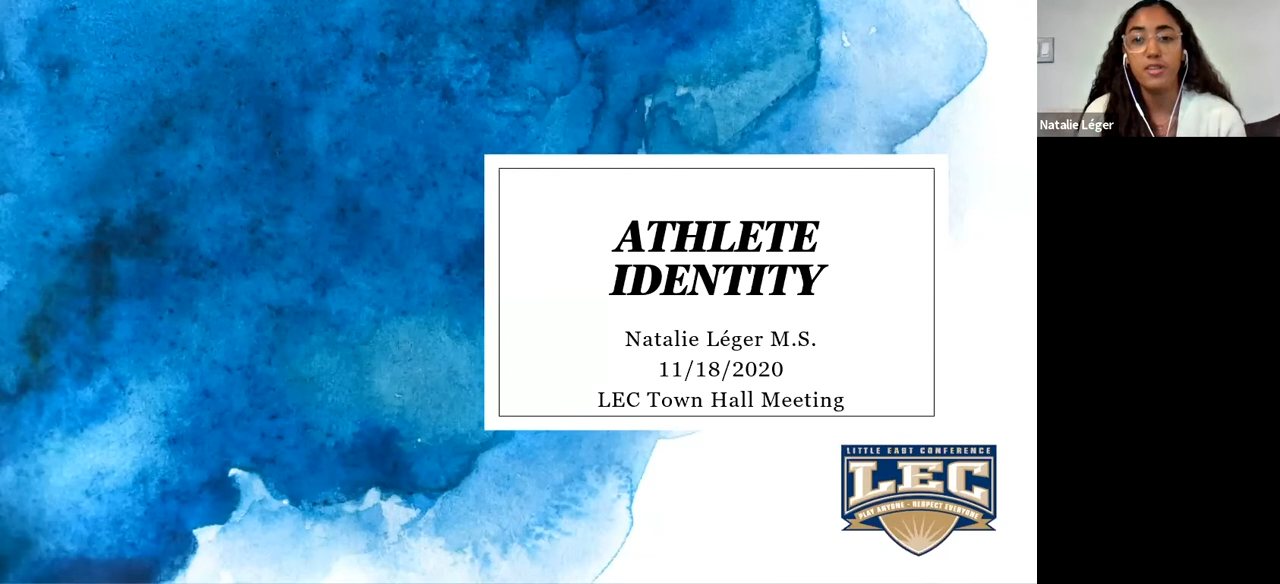 ATHLETE
IDENTITY
Natalie Léger M.S.
11/18/2020
LEC Town Hall Meeting
LITTLE EAST CONFERENCE
LEC
PLAY ANYONE - RESPECT EVERYONE
Natalie Léger